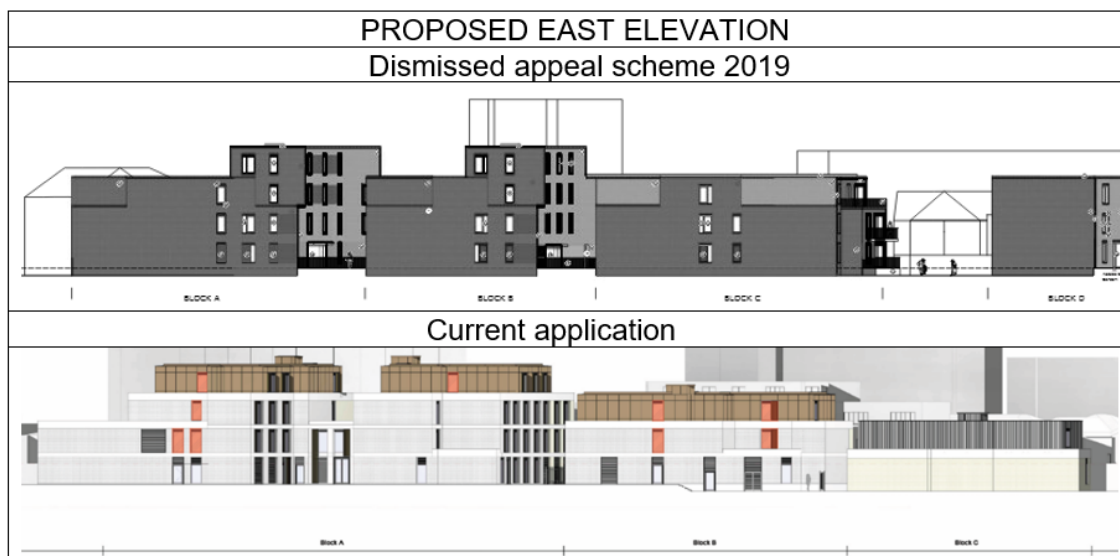 PROPOSED EAST ELEVATION
Dismissed appeal scheme 2019
BLOCK A BLOCK B BLOCK C BLOCK D
Current application
Block A Block B Block C